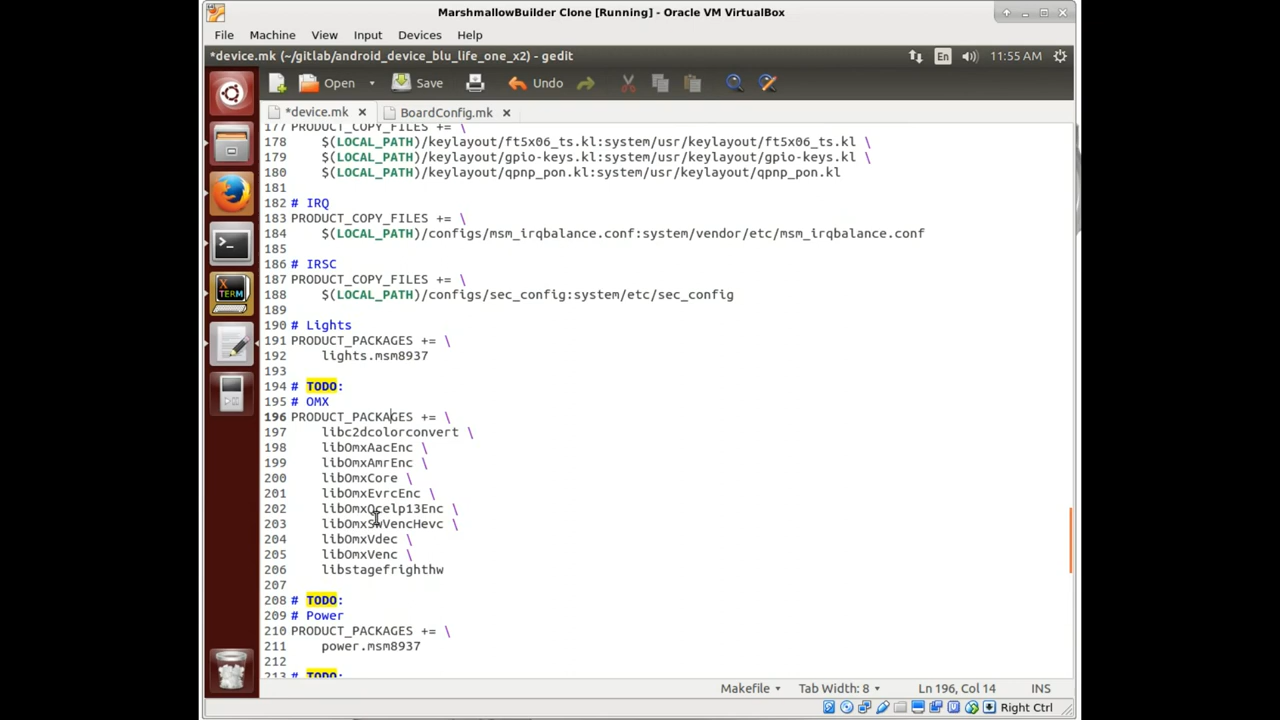 MarshmallowBuilder Clone [Running] - Oracle VM VirtualBox
File Machine View Input Devices Help
*device.mk (~/gitlab/android_device_blu_life_one_x2) - gedit En 11:55 AM
Open Save Undo
*device.mk BoardConfig.mk
177 PRODUCT_COPY_FILES += \
178 $(LOCAL_PATH)/keylayout/ft5x06_ts.kl:system/usr/keylayout/ft5x06_ts.kl \
179 $(LOCAL_PATH)/keylayout/gpio-keys.kl:system/usr/keylayout/gpio-keys.kl \
180 $(LOCAL_PATH)/keylayout/qpnp_pon.kl:system/usr/keylayout/qpnp_pon.kl
181
182 # IRQ
183 PRODUCT_COPY_FILES += \
184 $(LOCAL_PATH)/configs/msm_irqbalance.conf:system/vendor/etc/msm_irqbalance.conf
185
186 # IRSC
187 PRODUCT_COPY_FILES += \
188 $(LOCAL_PATH)/configs/sec_config:system/etc/sec_config
189
190 # Lights
191 PRODUCT_PACKAGES += \
192 lights.msm8937
193
194 # TODO:
195 # OMX
196 PRODUCT_PACKAGES += \
197 libc2dcolorconvert \
198 libOmxAacEnc \
199 libOmxAmrEnc \
200 libOmxCore \
201 libOmxEvrcEnc \
202 libOmxQcelp13Enc \
203 libOmxSwVencHevc \
204 libOmxVdec \
205 libOmxVenc \
206 libstagefrighthw
207
208 # TODO:
209 # Power
210 PRODUCT_PACKAGES += \
211 power.msm8937
212
213 # TODO:
Makefile Tab Width: 8 Ln 196, Col 14 INS
Right Ctrl